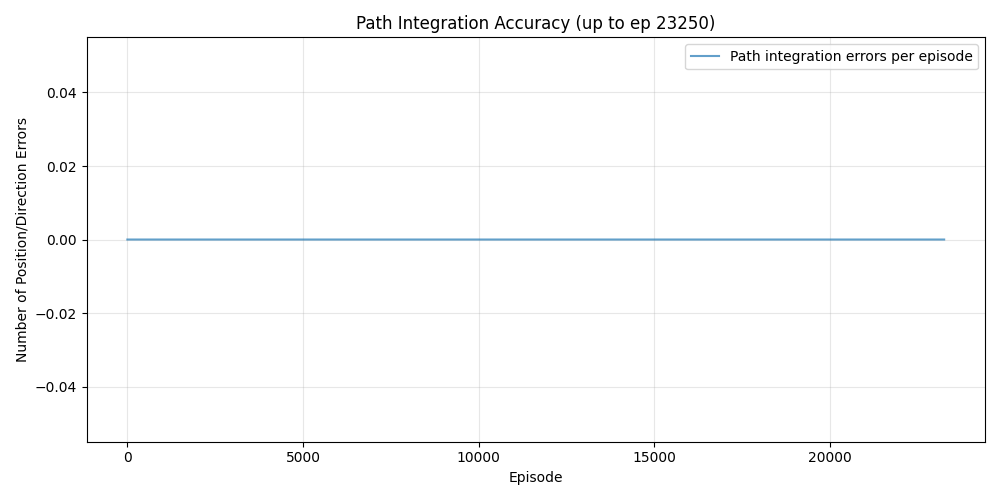 Path Integration Accuracy (up to ep 23250)
Path integration errors per episode
Number of Position/Direction Errors
0.04
0.02
0.00
−0.02
−0.04
0 5000 10000 15000 20000
Episode